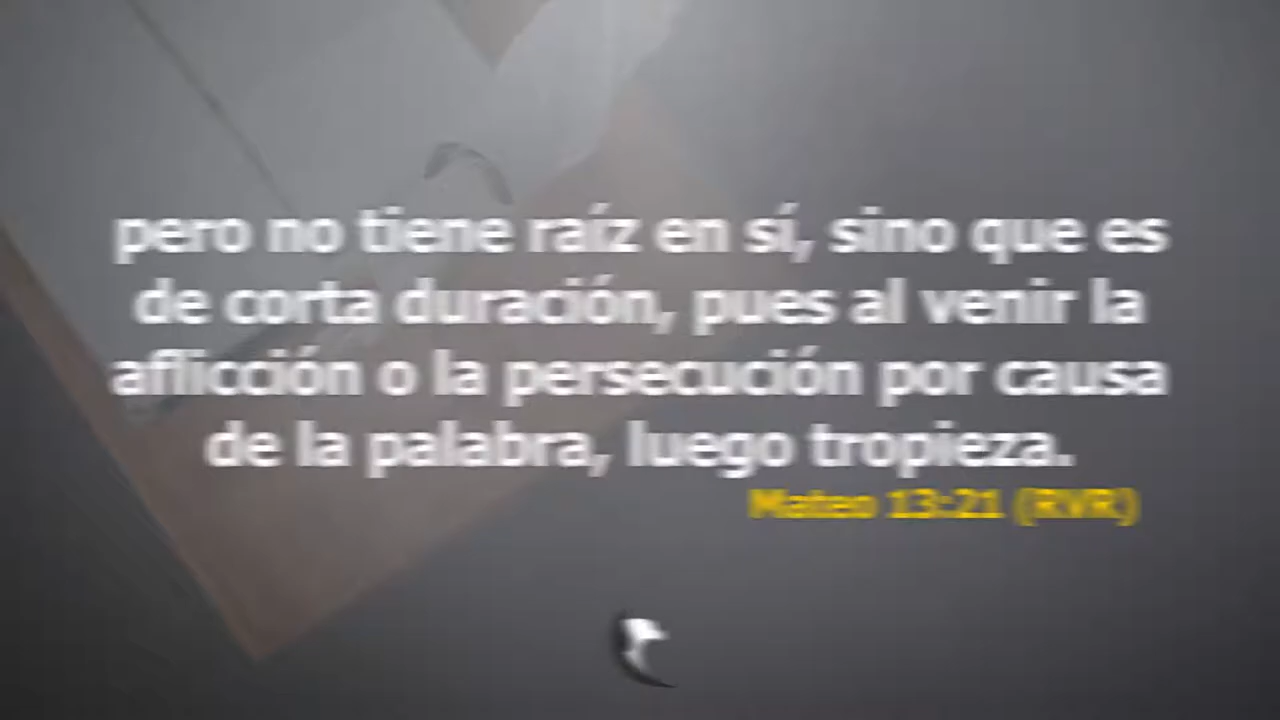 pero no tiene raíz en sí, sino que es
de corta duración, pues al venir la
aflicción o la persecución por causa
de la palabra, luego tropieza.
Mateo 13:21 (RVR)